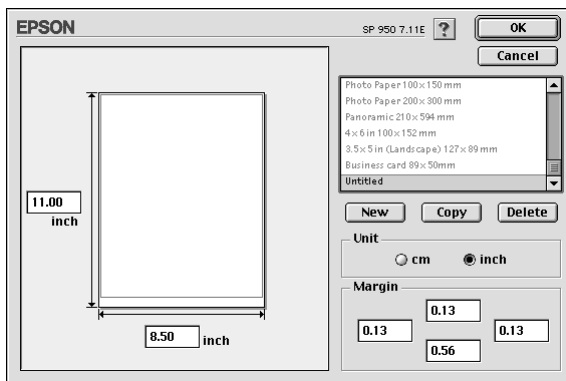 EPSON
SP 950 7.11E
?
OK
Cancel
Photo Paper 100×150 mm
Photo Paper 200×300 mm
Panoramic 210×594 mm
4×6 in 100×152 mm
3.5×5 in (Landscape) 127×89 mm
Business card 89×50mm
Untitled
New Copy Delete
Unit
cm inch
Margin
0.13
0.13 0.13
0.56
11.00
inch
8.50 inch